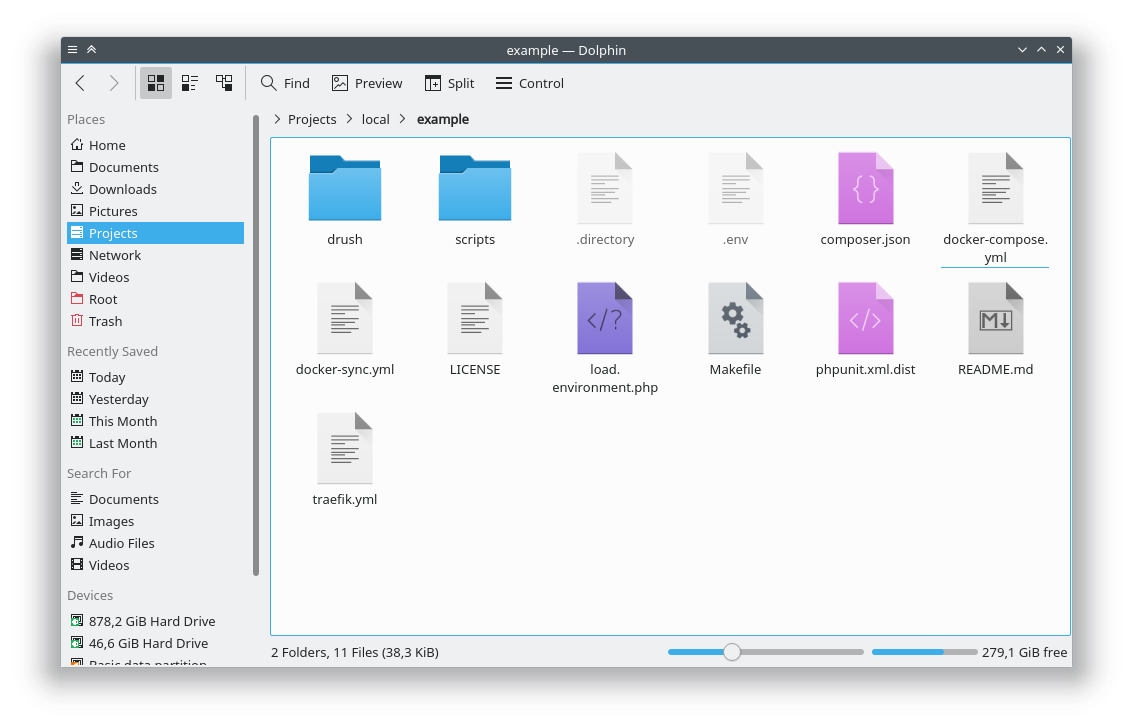 example — Dolphin
Find Preview Split Control
Places
Home
Documents
Downloads
Pictures
Projects
Network
Videos
Root
Trash
Recently Saved
Today
Yesterday
This Month
Last Month
Search For
Documents
Images
Audio Files
Videos
Devices
878,2 GiB Hard Drive
46,6 GiB Hard Drive
Basic data partition
Projects > local > example
drush
scripts
.directory
.env
composer.json
docker-compose.
yml
docker-sync.yml
LICENSE
load.
environment.php
Makefile
phpunit.xml.dist
README.md
traefik.yml
2 Folders, 11 Files (38,3 KiB)
279,1 GiB free